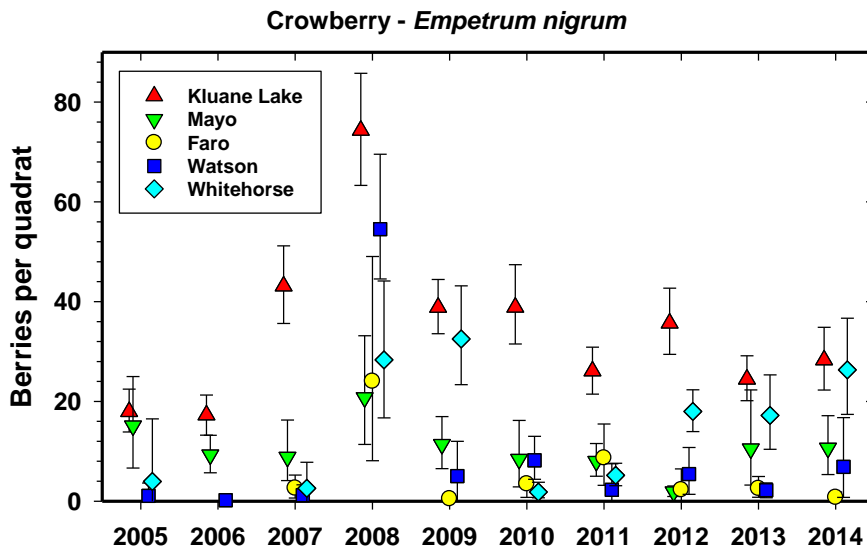 Crowberry - Empetrum nigrum
Berries per quadrat
80
60
40
20
0
Kluane Lake
Mayo
Faro
Watson
Whitehorse
2005 2006 2007 2008 2009 2010 2011 2012 2013 2014